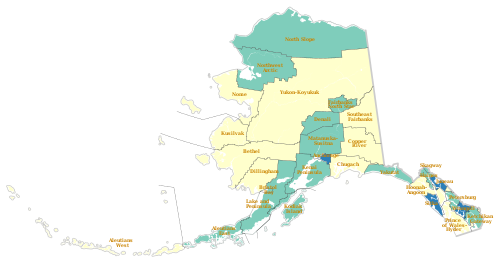 North Slope
Northwest
Arctic
Nome
Yukon-Koyukuk
Fairbanks
North Star
Denali
Southeast
Fairbanks
Kusilvak
Matanuska-
Susitna
Copper
River
Bethel
Anchorage
Chugach
Kenai
Peninsula
Dillingham
Bristol
Bay
Lake and
Peninsula
Kodiak
Island
Aleutians
East
Aleutians
West
Yakutat
Skagway
Juneau
Hoonah-
Angoon
Sitka
Petersburg
Prince
of Wales-
Hyder
Ketchikan
Gateway